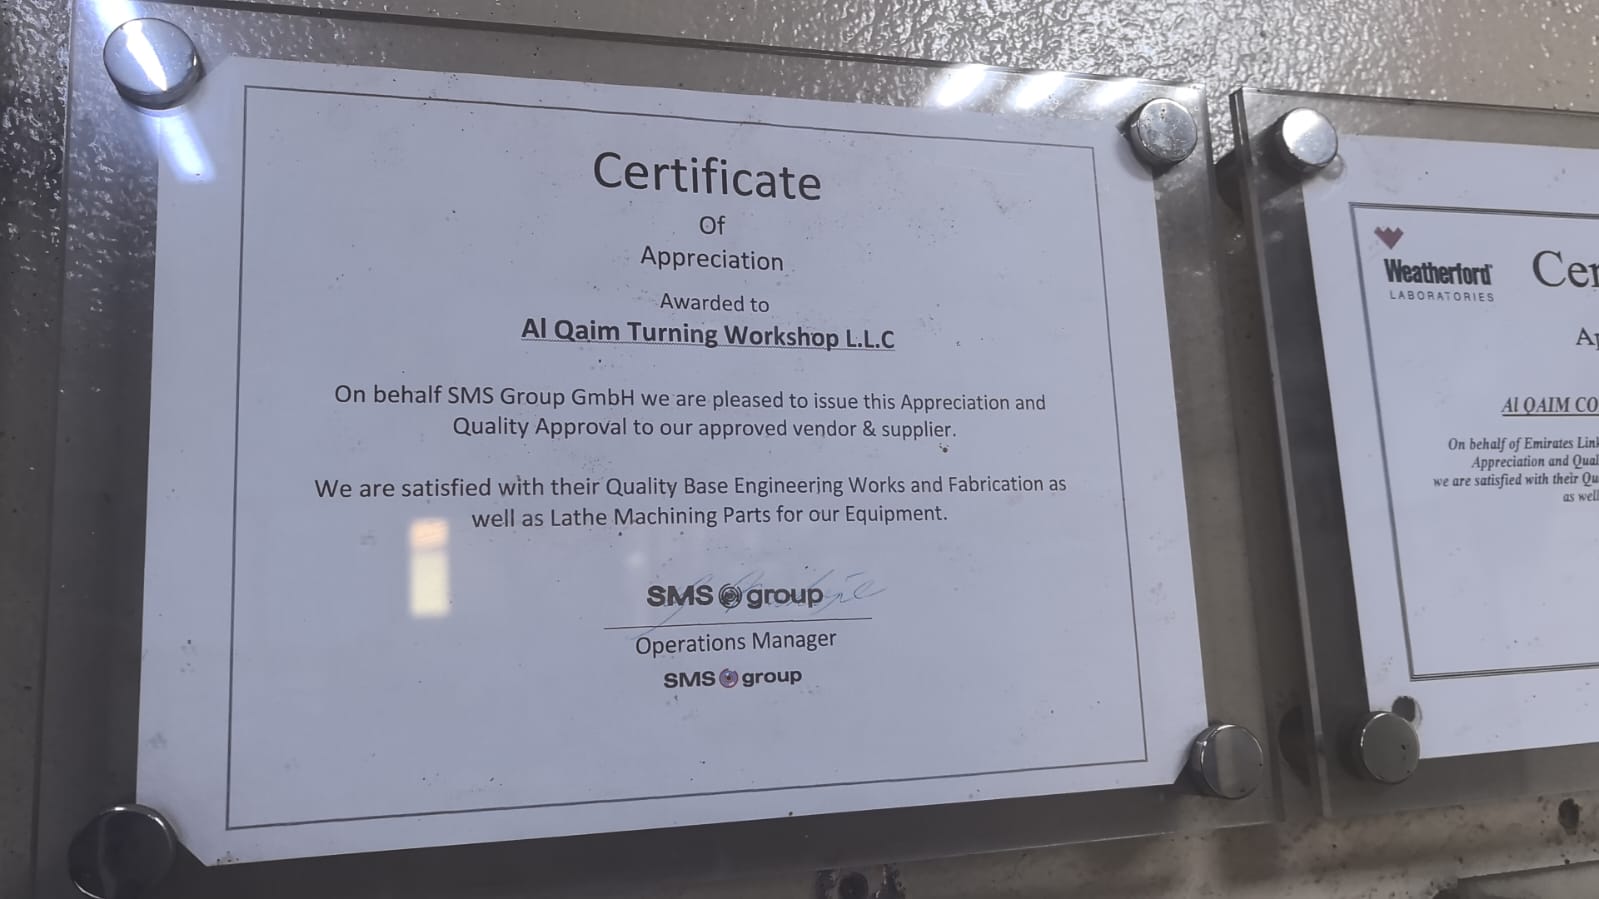 Certificate
Of
Appreciation
Awarded to
Al Qaim Turning Workshop L.L.C
On behalf SMS Group GmbH we are pleased to issue this Appreciation and
Quality Approval to our approved vendor & supplier.
We are satisfied with their Quality Base Engineering Works and Fabrication as
well as Lathe Machining Parts for our Equipment.
SMS group
Operations Manager
SMS group
Weatherford
LABORATORIES
Al QAIM CO
On behalf of Emirates Link
Appreciation and Qual
we are satisfied with their Qu
as well